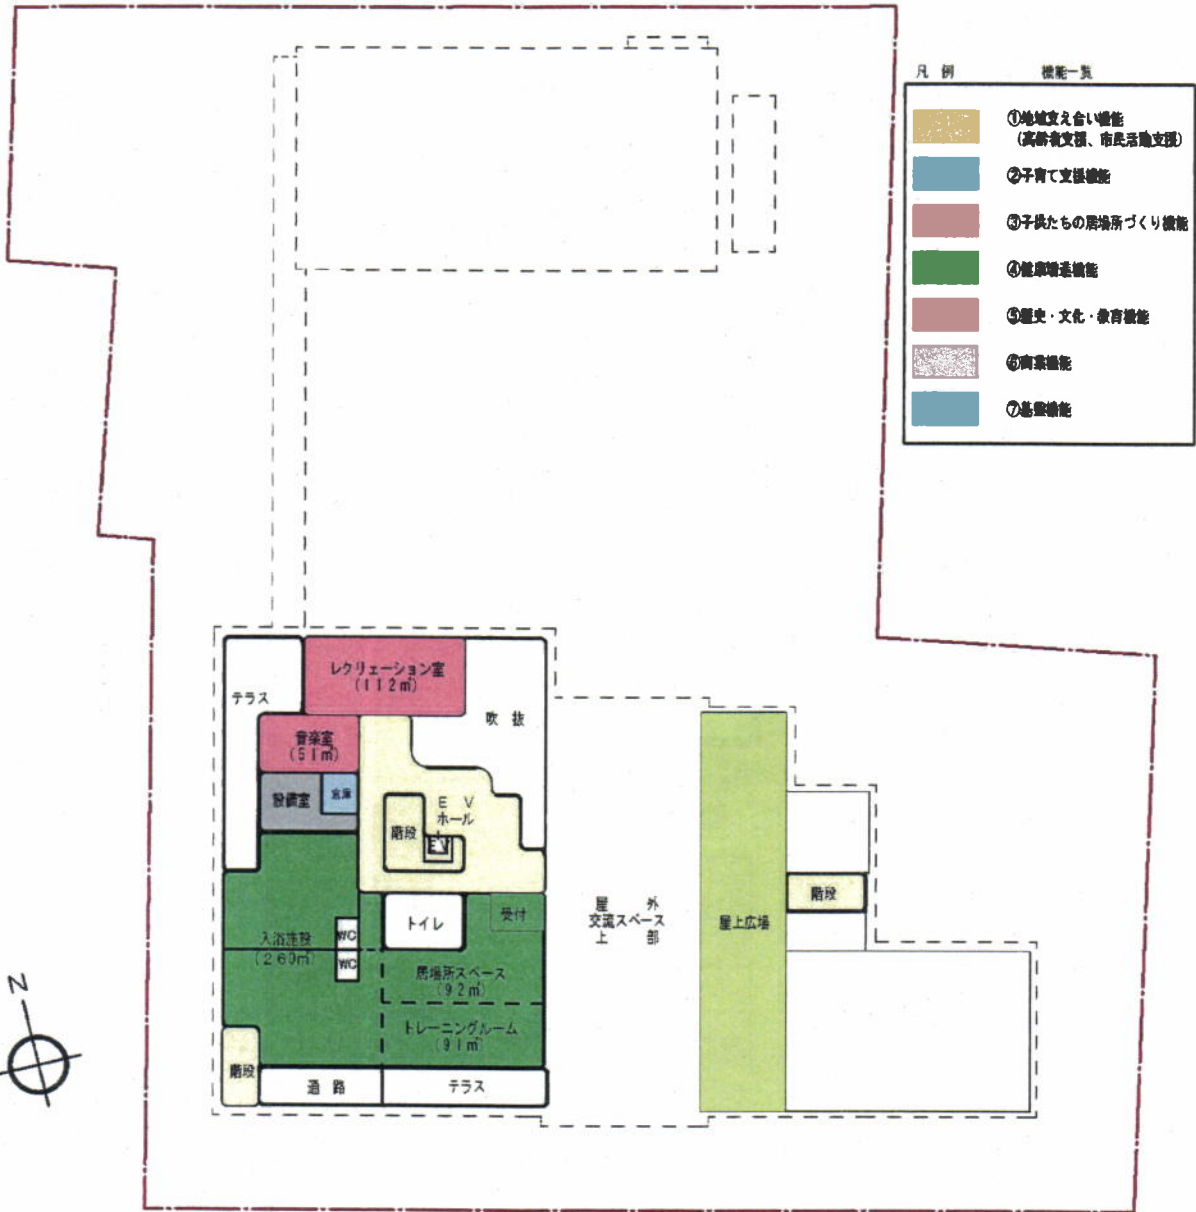 凡 例
機能一覧
①地域支え合い機能
(高齢者支援、市民活動支援)
②子育て支援機能
③子供たちの居場所づくり機能
④健康増進機能
⑤歴史・文化・教育機能
⑥商業機能
⑦基盤機能
レクリェーション室
(112㎡)
テラス
吹 抜
音楽室
(51㎡)
設備室
倉庫
E V
ホール
階段
EV
トイレ
受付
屋 外
交流スペース
上 部
屋上広場
階段
入浴施設
(260㎡)
WC
WC
居場所スペース
(92㎡)
トレーニングルーム
(91㎡)
階段
通 路
テラス
N